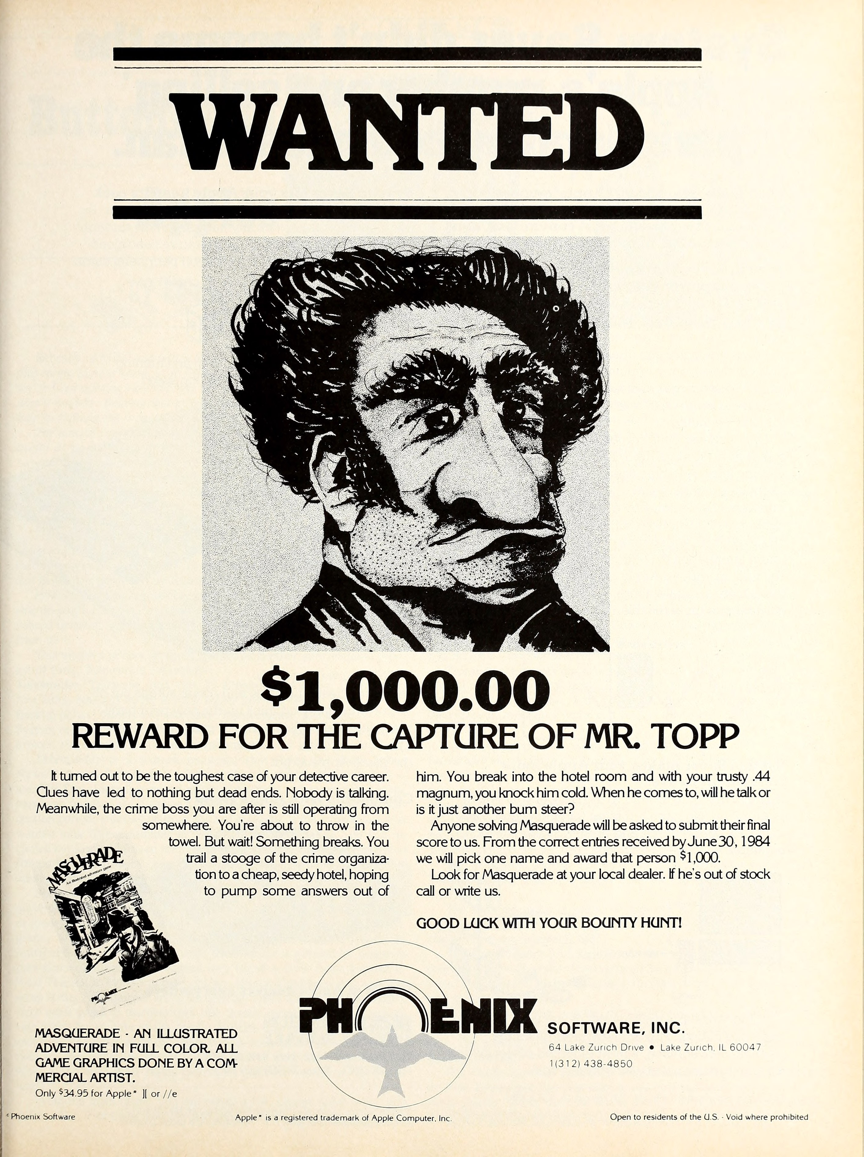 WANTED
$1,000.00
REWARD FOR THE CAPTURE OF MR. TOPP
It turned out to be the toughest case of your detective career.
Clues have led to nothing but dead ends. Nobody is talking.
Meanwhile, the crime boss you are after is still operating from
somewhere. You're about to throw in the
towel. But wait! Something breaks. You
trail a stooge of the crime organiza-
tion to a cheap, seedy hotel, hoping
to pump some answers out of
him. You break into the hotel room and with your trusty .44
magnum, you knock him cold. When he comes to, will he talk or
is it just another bum steer?
Anyone solving Masquerade will be asked to submit their final
score to us. From the correct entries received by June 30, 1984
we will pick one name and award that person $1,000.
Look for Masquerade at your local dealer. If he's out of stock
call or write us.
GOOD LUCK WITH YOUR BOUNTY HUNT!
MASQUERADE
PHOENIX
MASQUERADE - AN ILLUSTRATED
ADVENTURE IN FULL COLOR. ALL
GAME GRAPHICS DONE BY A COM-
MERCIAL ARTIST.
Only $34.95 for Apple* ][ or //e
PHOENIX SOFTWARE, INC.
64 Lake Zurich Drive • Lake Zurich, IL 60047
1(312) 438-4850
Phoenix Software
Apple* is a registered trademark of Apple Computer, Inc.
Open to residents of the U.S. - Void where prohibited